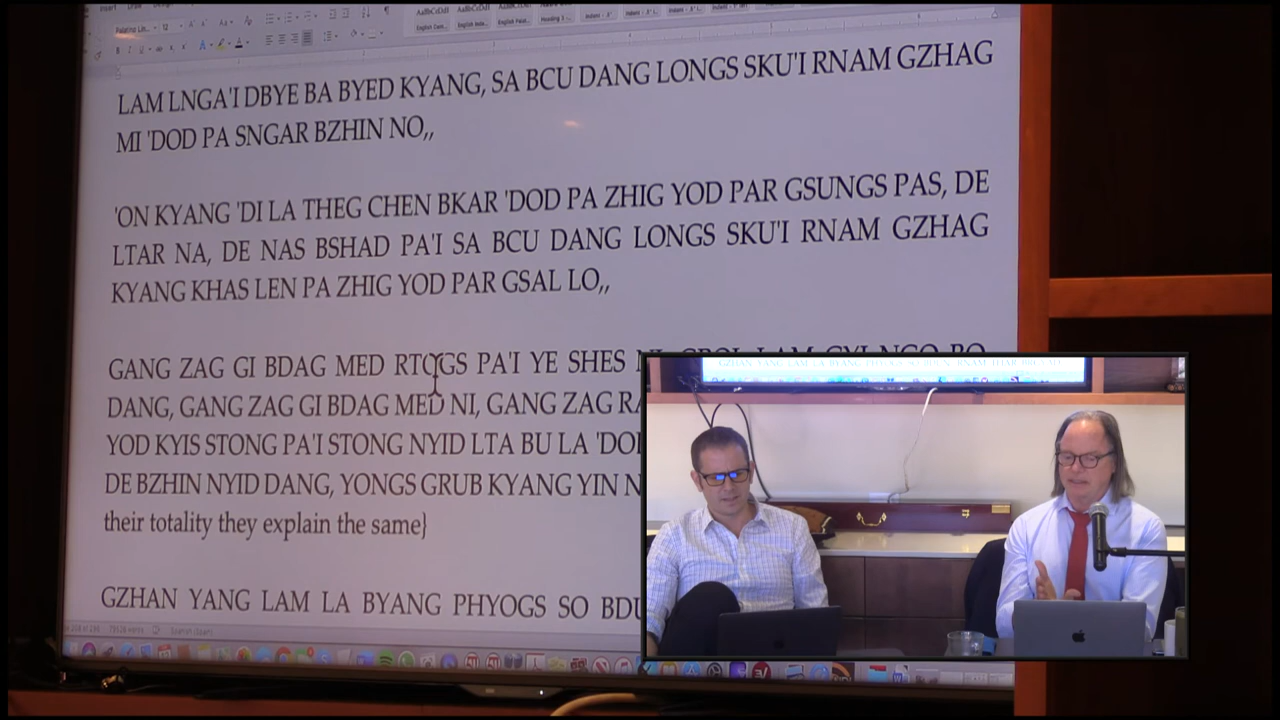 LAM LNGA'I DBYE BA BYED KYANG, SA BCU DANG LONGS SKU'I RNAM GZHAG
MI 'DOD PA SNGAR BZHIN NO,,
'ON KYANG 'DI LA THEG CHEN BKAR 'DOD PA ZHIG YOD PAR GSUNGS PAS, DE
LTAR NA, DE NAS BSHAD PA'I SA BCU DANG LONGS SKU'I RNAM GZHAG
KYANG KHAS LEN PA ZHIG YOD PAR GSAL LO,,
GANG ZAG GI BDAG MED RTOGS PA'I YE SHES
DANG, GANG ZAG GI BDAG MED NI, GANG ZAG
YOD KYIS STONG PA'I STONG NYID LTA BU LA
DE BZHIN NYID DANG, YONGS GRUB KYANG YIN
their totality they explain the same}
GZHAN YANG LAM LA BYANG PHYOGS SO